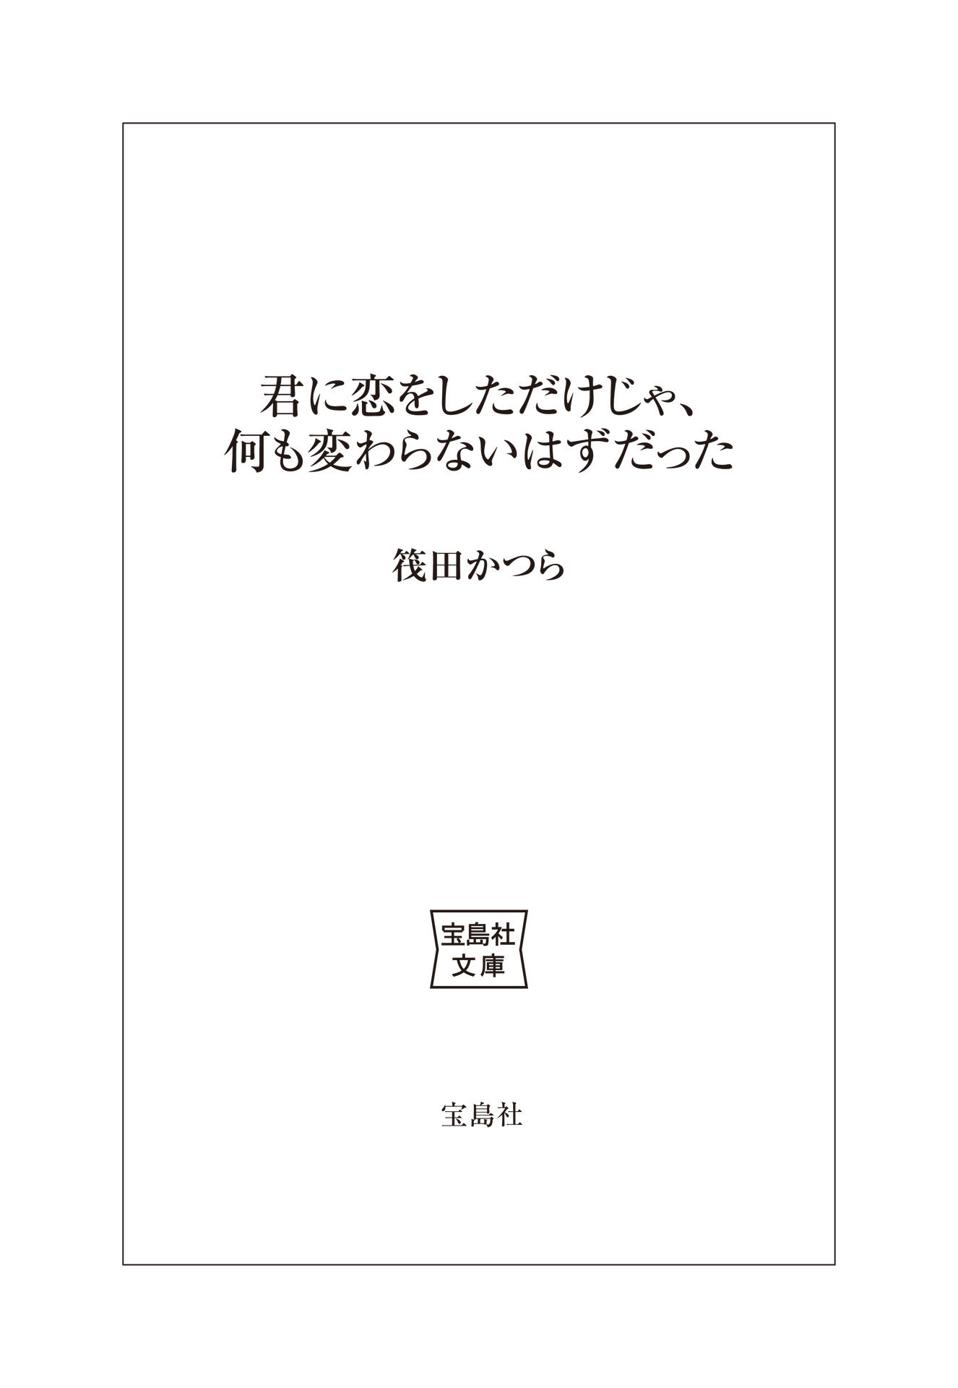 君に恋をしただけじゃ、
何も変わらないはずだった
筏田かつら
宝島社
文庫
宝島社